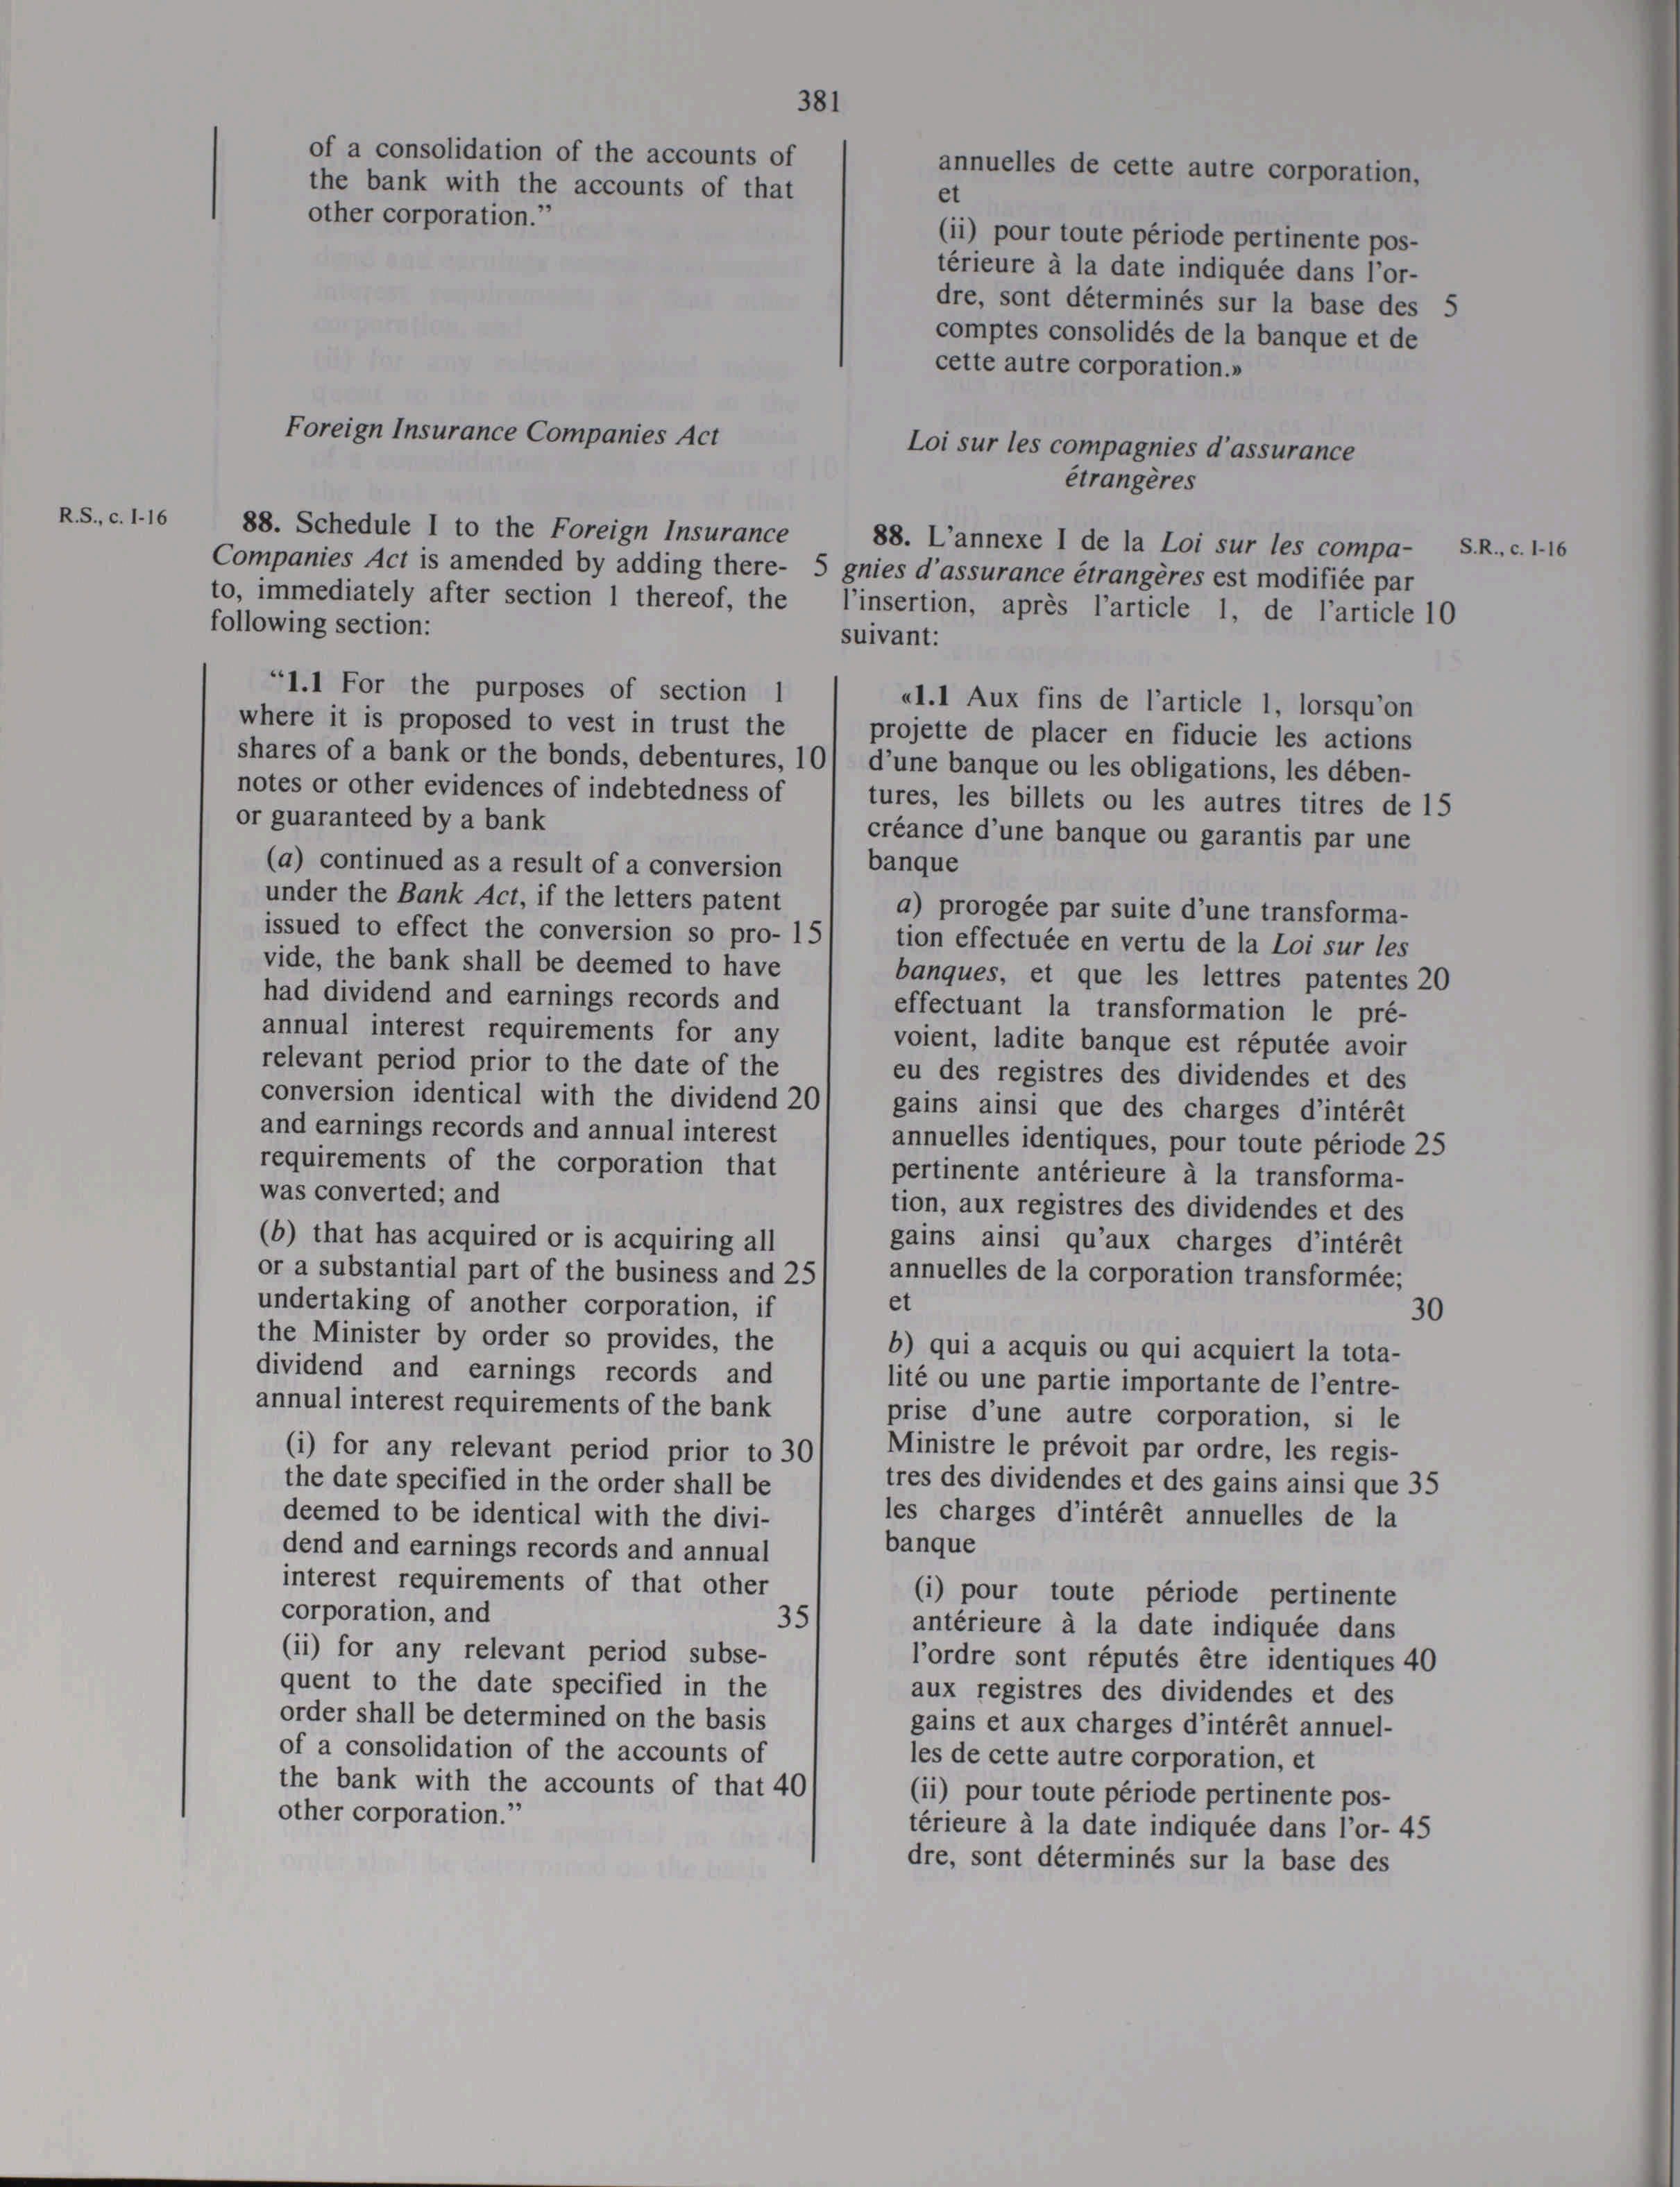 381
of a consolidation of the accounts of
the bank with the accounts of that
other corporation.”
Foreign Insurance Companies Act
R.S., c. I-16
88. Schedule I to the Foreign Insurance
Companies Act is amended by adding there- 5
to, immediately after section 1 thereof, the
following section:
“1.1 For the purposes of section 1
where it is proposed to vest in trust the
shares of a bank or the bonds, debentures, 10
notes or other evidences of indebtedness of
or guaranteed by a bank
(a) continued as a result of a conversion
under the Bank Act, if the letters patent
issued to effect the conversion so pro- 15
vide, the bank shall be deemed to have
had dividend and earnings records and
annual interest requirements for any
relevant period prior to the date of the
conversion identical with the dividend 20
and earnings records and annual interest
requirements of the corporation that
was converted; and
(b) that has acquired or is acquiring all
or a substantial part of the business and 25
undertaking of another corporation, if
the Minister by order so provides, the
dividend and earnings records and
annual interest requirements of the bank
(i) for any relevant period prior to 30
the date specified in the order shall be
deemed to be identical with the divi-
dend and earnings records and annual
interest requirements of that other
corporation, and 35
(ii) for any relevant period subse-
quent to the date specified in the
order shall be determined on the basis
of a consolidation of the accounts of
the bank with the accounts of that 40
other corporation.”
annuelles de cette autre corporation,
et
(ii) pour toute période pertinente pos-
térieure à la date indiquée dans l’or-
dre, sont déterminés sur la base des 5
comptes consolidés de la banque et de
cette autre corporation.»
Loi sur les compagnies d’assurance
étrangères
88. L’annexe I de la Loi sur les compa-
S.R., c. I-16
gnies d’assurance étrangères est modifiée par
l’insertion, après l’article 1, de l’article 10
suivant:
«1.1 Aux fins de l’article 1, lorsqu’on
projette de placer en fiducie les actions
d’une banque ou les obligations, les dében-
tures, les billets ou les autres titres de 15
créance d’une banque ou garantis par une
banque
a) prorogée par suite d’une transforma-
tion effectuée en vertu de la Loi sur les
banques, et que les lettres patentes 20
effectuant la transformation le pré-
voient, ladite banque est réputée avoir
eu des registres des dividendes et des
gains ainsi que des charges d’intérêt
annuelles identiques, pour toute période 25
pertinente antérieure à la transforma-
tion, aux registres des dividendes et des
gains ainsi qu’aux charges d’intérêt
annuelles de la corporation transformée;
et 30
b) qui a acquis ou qui acquiert la tota-
lité ou une partie importante de l’entre-
prise d’une autre corporation, si le
Ministre le prévoit par ordre, les regis-
tres des dividendes et des gains ainsi que 35
les charges d’intérêt annuelles de la
banque
(i) pour toute période pertinente
antérieure à la date indiquée dans
l’ordre sont réputés être identiques 40
aux registres des dividendes et des
gains et aux charges d’intérêt annuel-
les de cette autre corporation, et
(ii) pour toute période pertinente pos-
térieure à la date indiquée dans l’or- 45
dre, sont déterminés sur la base des